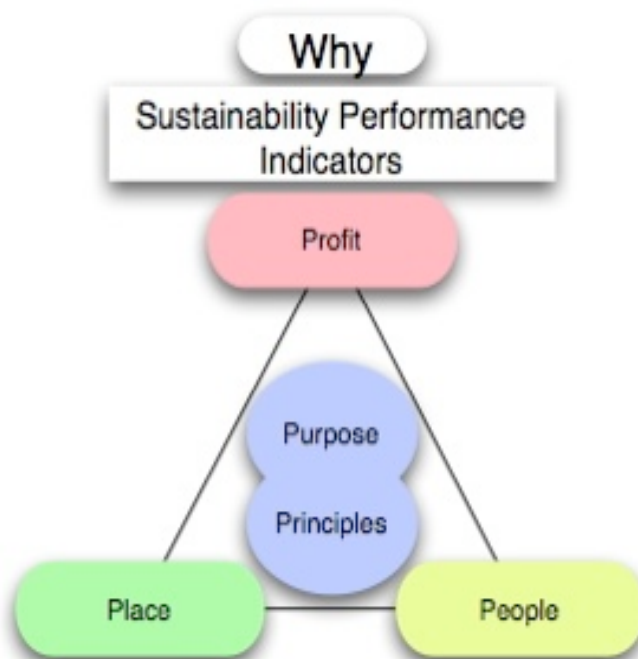 Why
Sustainability Performance
Indicators
Profit
Purpose
Principles
Place
People